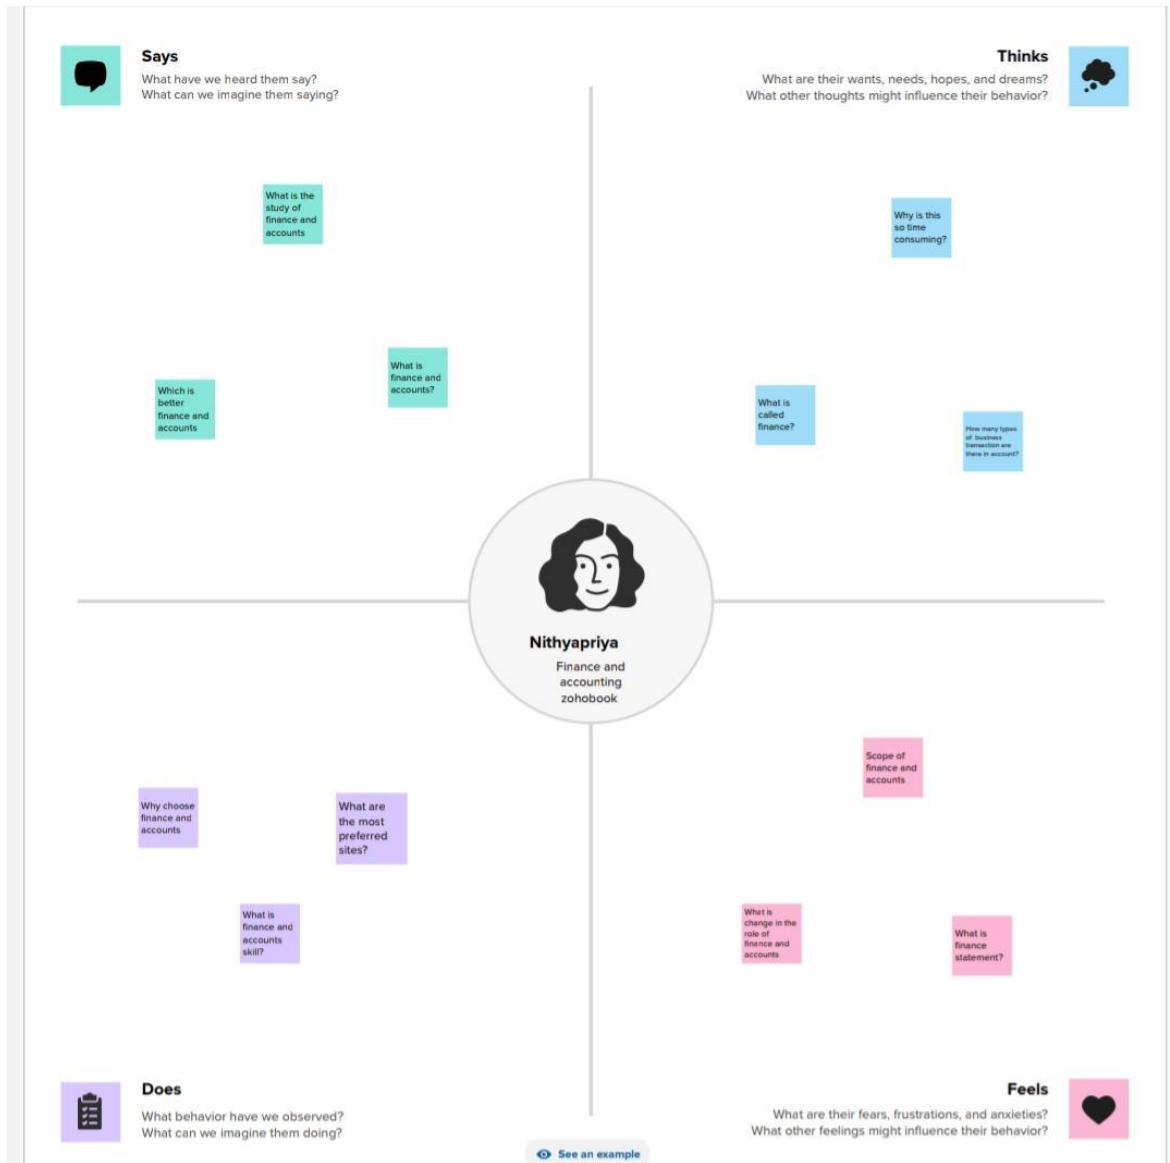 Says
What have we heard them say?
What can we imagine them saying?
Thinks
What are their wants, needs, hopes, and dreams?
What other thoughts might influence their behavior?
What is the
study of
finance and
accounts
Why is this
so time
consuming?
What is
finance and
accounts?
Which is
better
finance and
accounts
What is
called
finance?
How many types
of business
transaction are
there in account?
Nithyapriya
Finance and
accounting
zohobook
Scope of
finance and
accounts
Why choose
finance and
accounts
What are
the most
preferred
sites?
What is
finance and
accounts
skill?
What is
change in the
role of
finance and
accounts
What is
finance
statement?
Does
What behavior have we observed?
What can we imagine them doing?
Feels
What are their fears, frustrations, and anxieties?
What other feelings might influence their behavior?
See an example